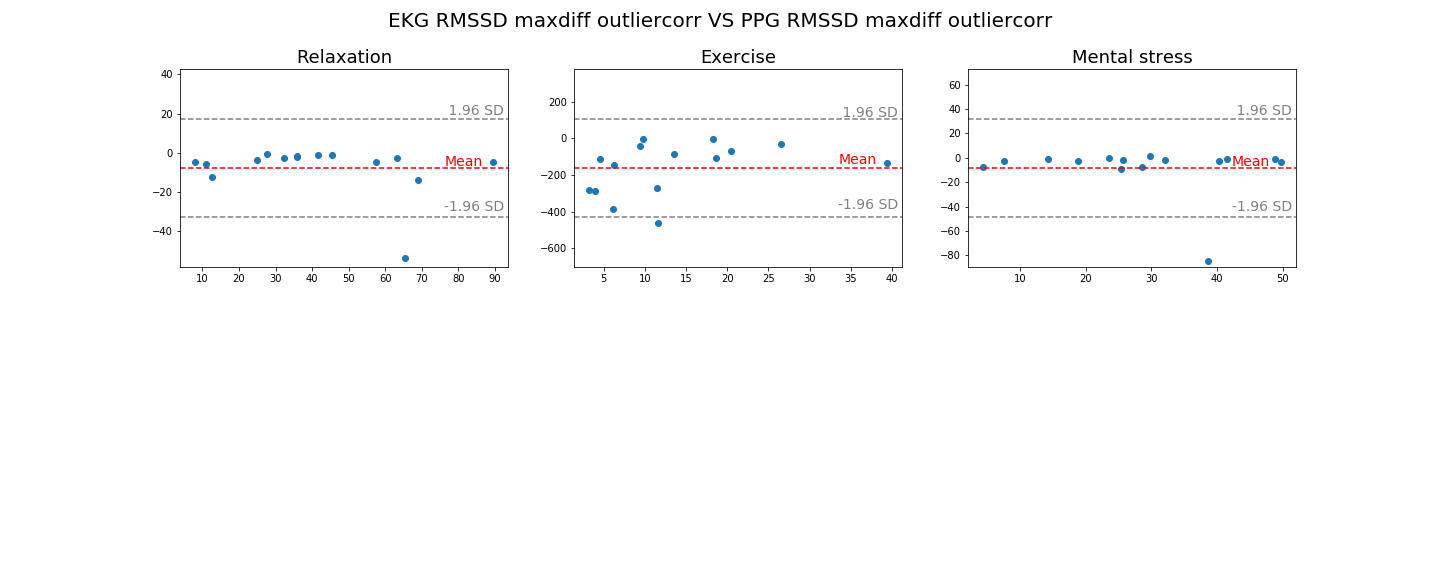 EKG RMSSD maxdiff outliercorr VS PPG RMSSD maxdiff outliercorr
Relaxation
40
20
0
−20
−40
1.96 SD
Mean
-1.96 SD
10 20 30 40 50 60 70 80 90
Exercise
200
0
−200
−400
−600
1.96 SD
Mean
-1.96 SD
5 10 15 20 25 30 35 40
Mental stress
60
40
20
0
−20
−40
−60
−80
1.96 SD
Mean
-1.96 SD
10 20 30 40 50